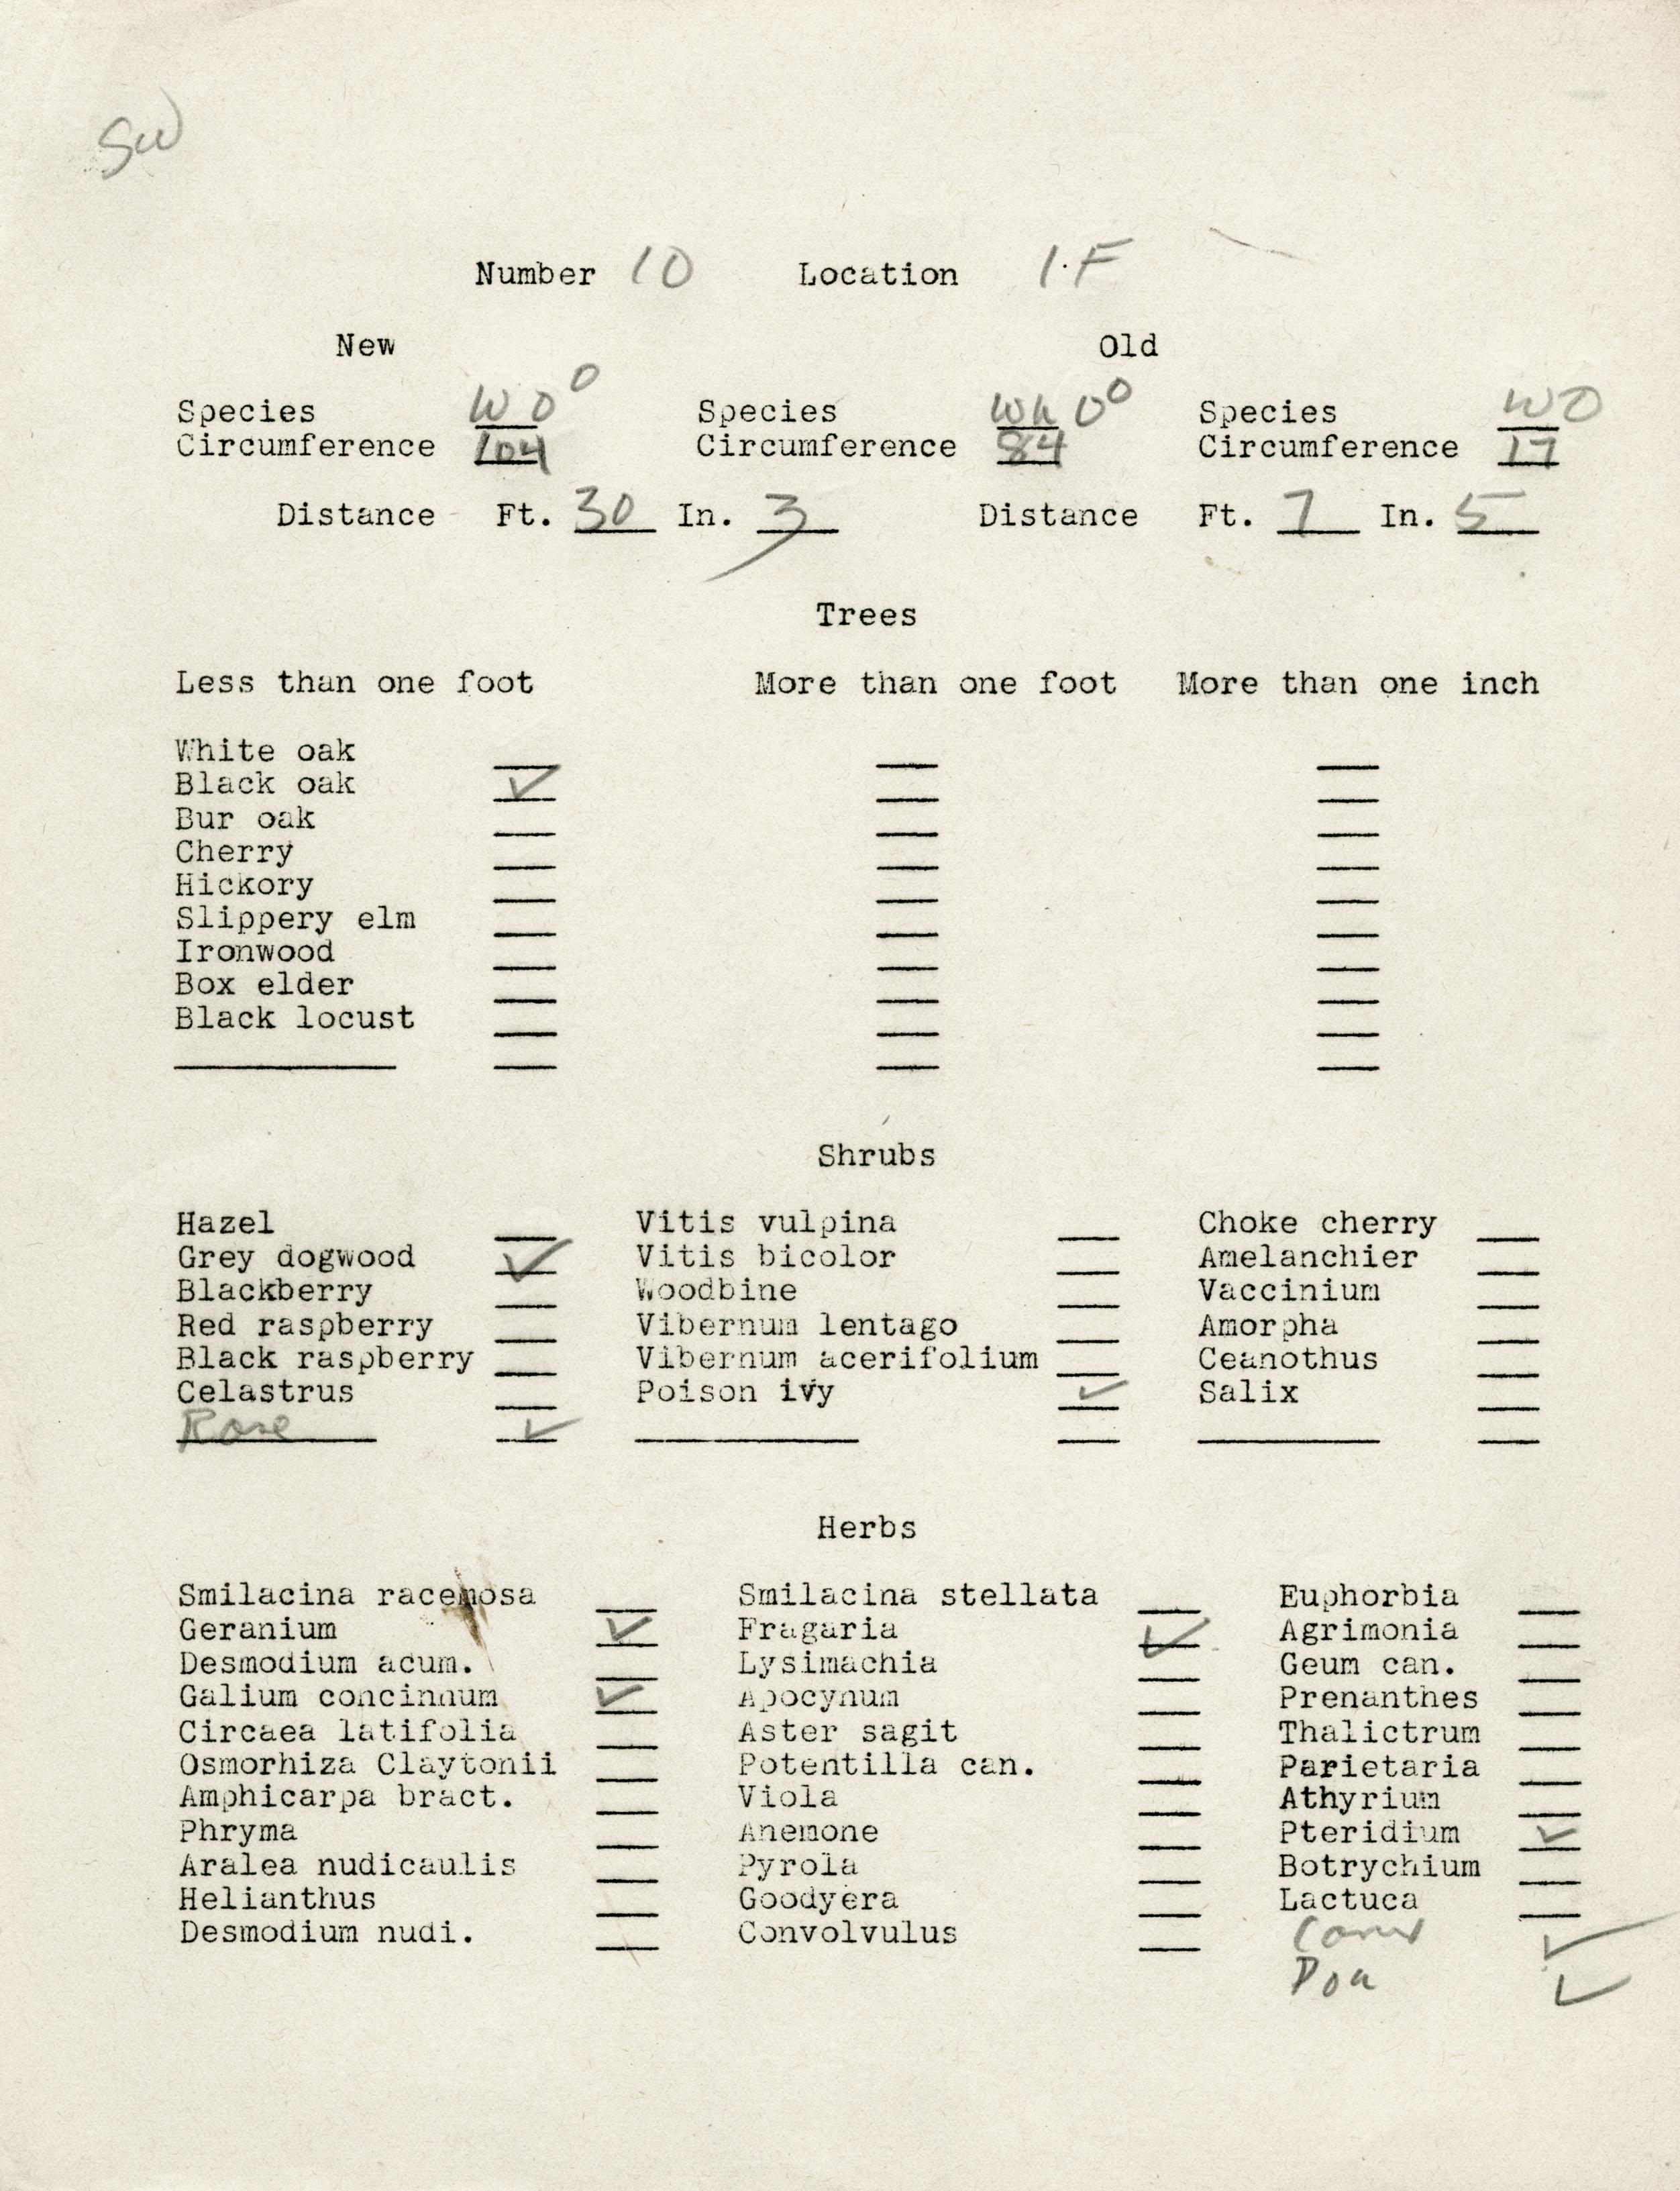 SW
Number 10 Location 1.F
New Old
Species W O O Species Wh O O Species WO
Circumference 104 Circumference 84 Circumference 17
Distance Ft. 30 In. 3 Distance Ft. 7 In. 5
Trees
Less than one foot More than one foot More than one inch
White oak
Black oak ✓
Bur oak
Cherry
Hickory
Slippery elm
Ironwood
Box elder
Black locust
Shrubs
Hazel Vitis vulpina Choke cherry
Grey dogwood ✓ Vitis bicolor Amelanchier
Blackberry Woodbine Vaccinium
Red raspberry Vibernum lentago Amorpha
Black raspberry Vibernum acerifolium Ceanothus
Celastrus Poison ivy ✓ Salix
Rose ✓
Herbs
Smilacina racemosa Smilacina stellata Euphorbia
Geranium ✓ Fragaria ✓ Agrimonia
Desmodium acum. Lysimachia Geum can.
Galium concinnum ✓ Apocynum Prenanthes
Circaea latifolia Aster sagit Thalictrum
Osmorhiza Claytonii Potentilla can. Parietaria
Amphicarpa bract. Viola Athyrium
Phryma Anemone Pteridium ✓
Aralea nudicaulis Pyrola Botrychium
Helianthus Goodyera Lactuca
Desmodium nudi. Convolvulus Carex ✓
Poa ✓